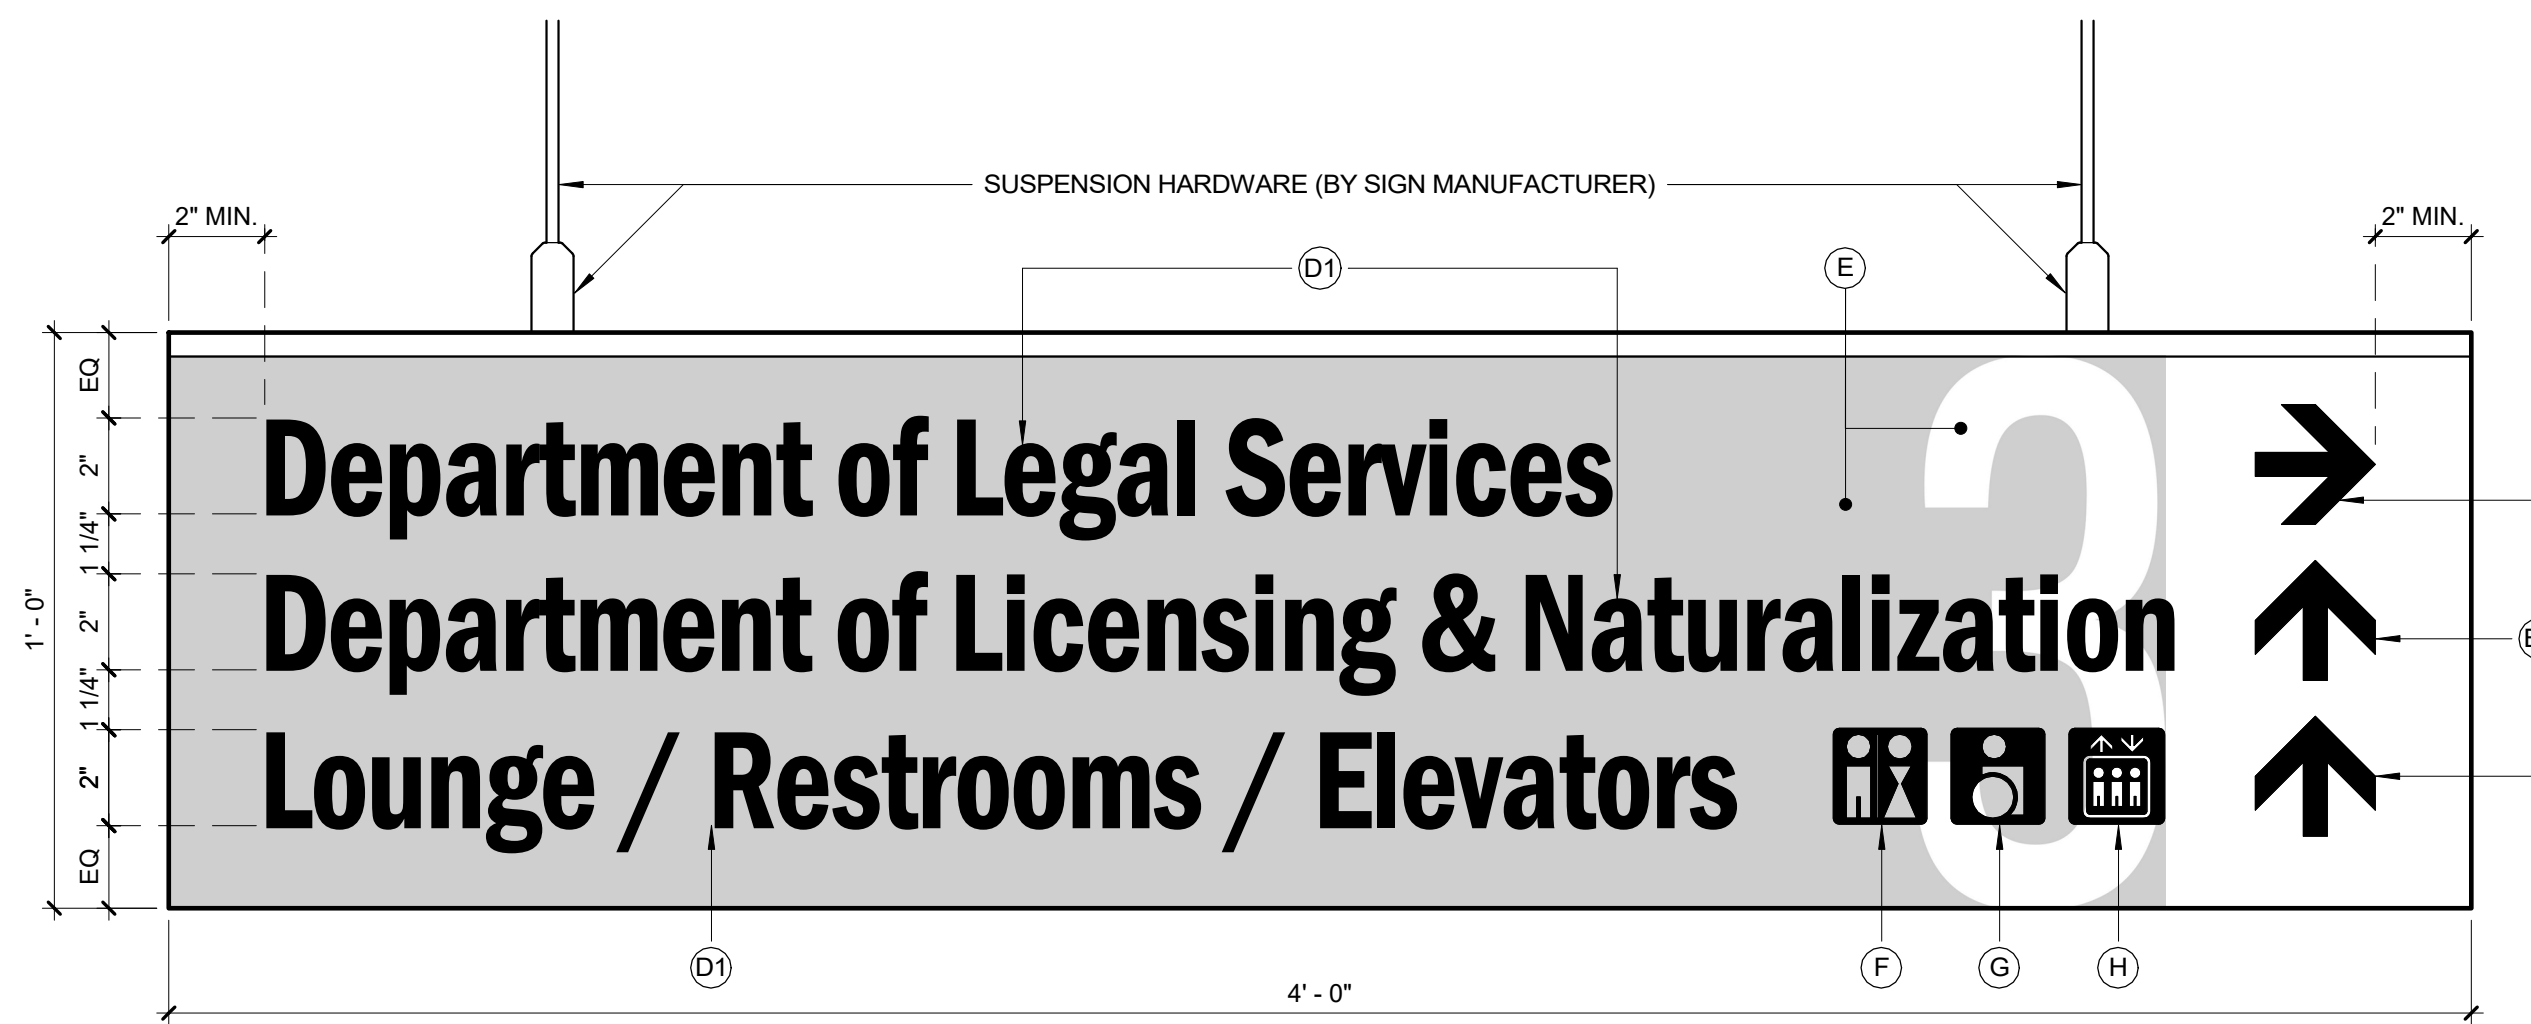 SUSPENSION HARDWARE (BY SIGN MANUFACTURER)
2" MIN.
2" MIN.
D1
E
EQ
2"
1 1/4"
2"
1 1/4"
2"
EQ
1' - 0"
3
Department of Legal Services
Department of Licensing & Naturalization
Lounge / Restrooms / Elevators
D1
F
G
H
4' - 0"